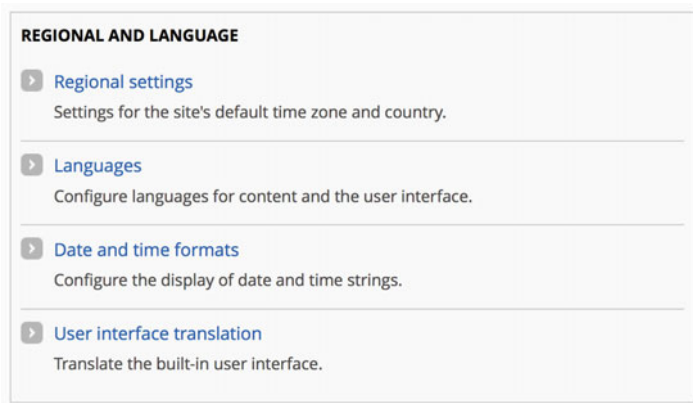 REGIONAL AND LANGUAGE
Regional settings
Settings for the site's default time zone and country.
Languages
Configure languages for content and the user interface.
Date and time formats
Configure the display of date and time strings.
User interface translation
Translate the built-in user interface.